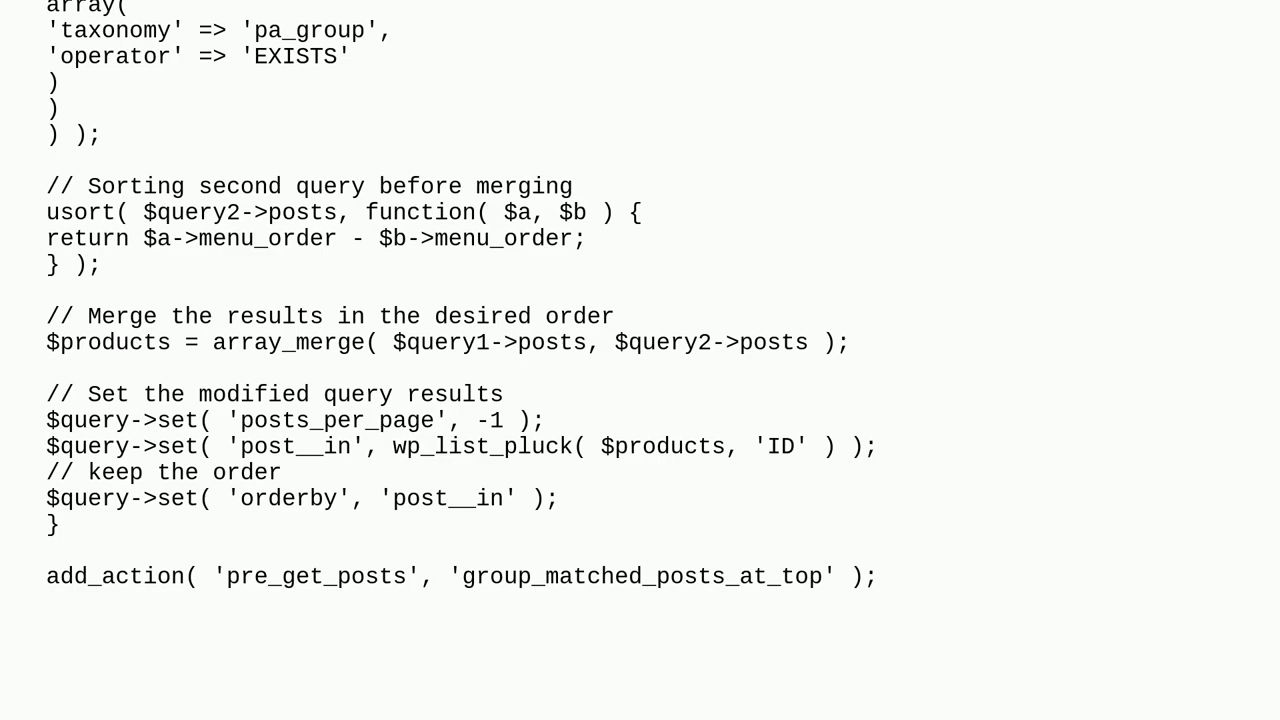 array(
'taxonomy' => 'pa_group',
'operator' => 'EXISTS'
)
)
) );
// Sorting second query before merging
usort( $query2->posts, function( $a, $b ) {
return $a->menu_order - $b->menu_order;
} );
// Merge the results in the desired order
$products = array_merge( $query1->posts, $query2->posts );
// Set the modified query results
$query->set( 'posts_per_page', -1 );
$query->set( 'post__in', wp_list_pluck( $products, 'ID' ) );
// keep the order
$query->set( 'orderby', 'post__in' );
}
add_action( 'pre_get_posts', 'group_matched_posts_at_top' );